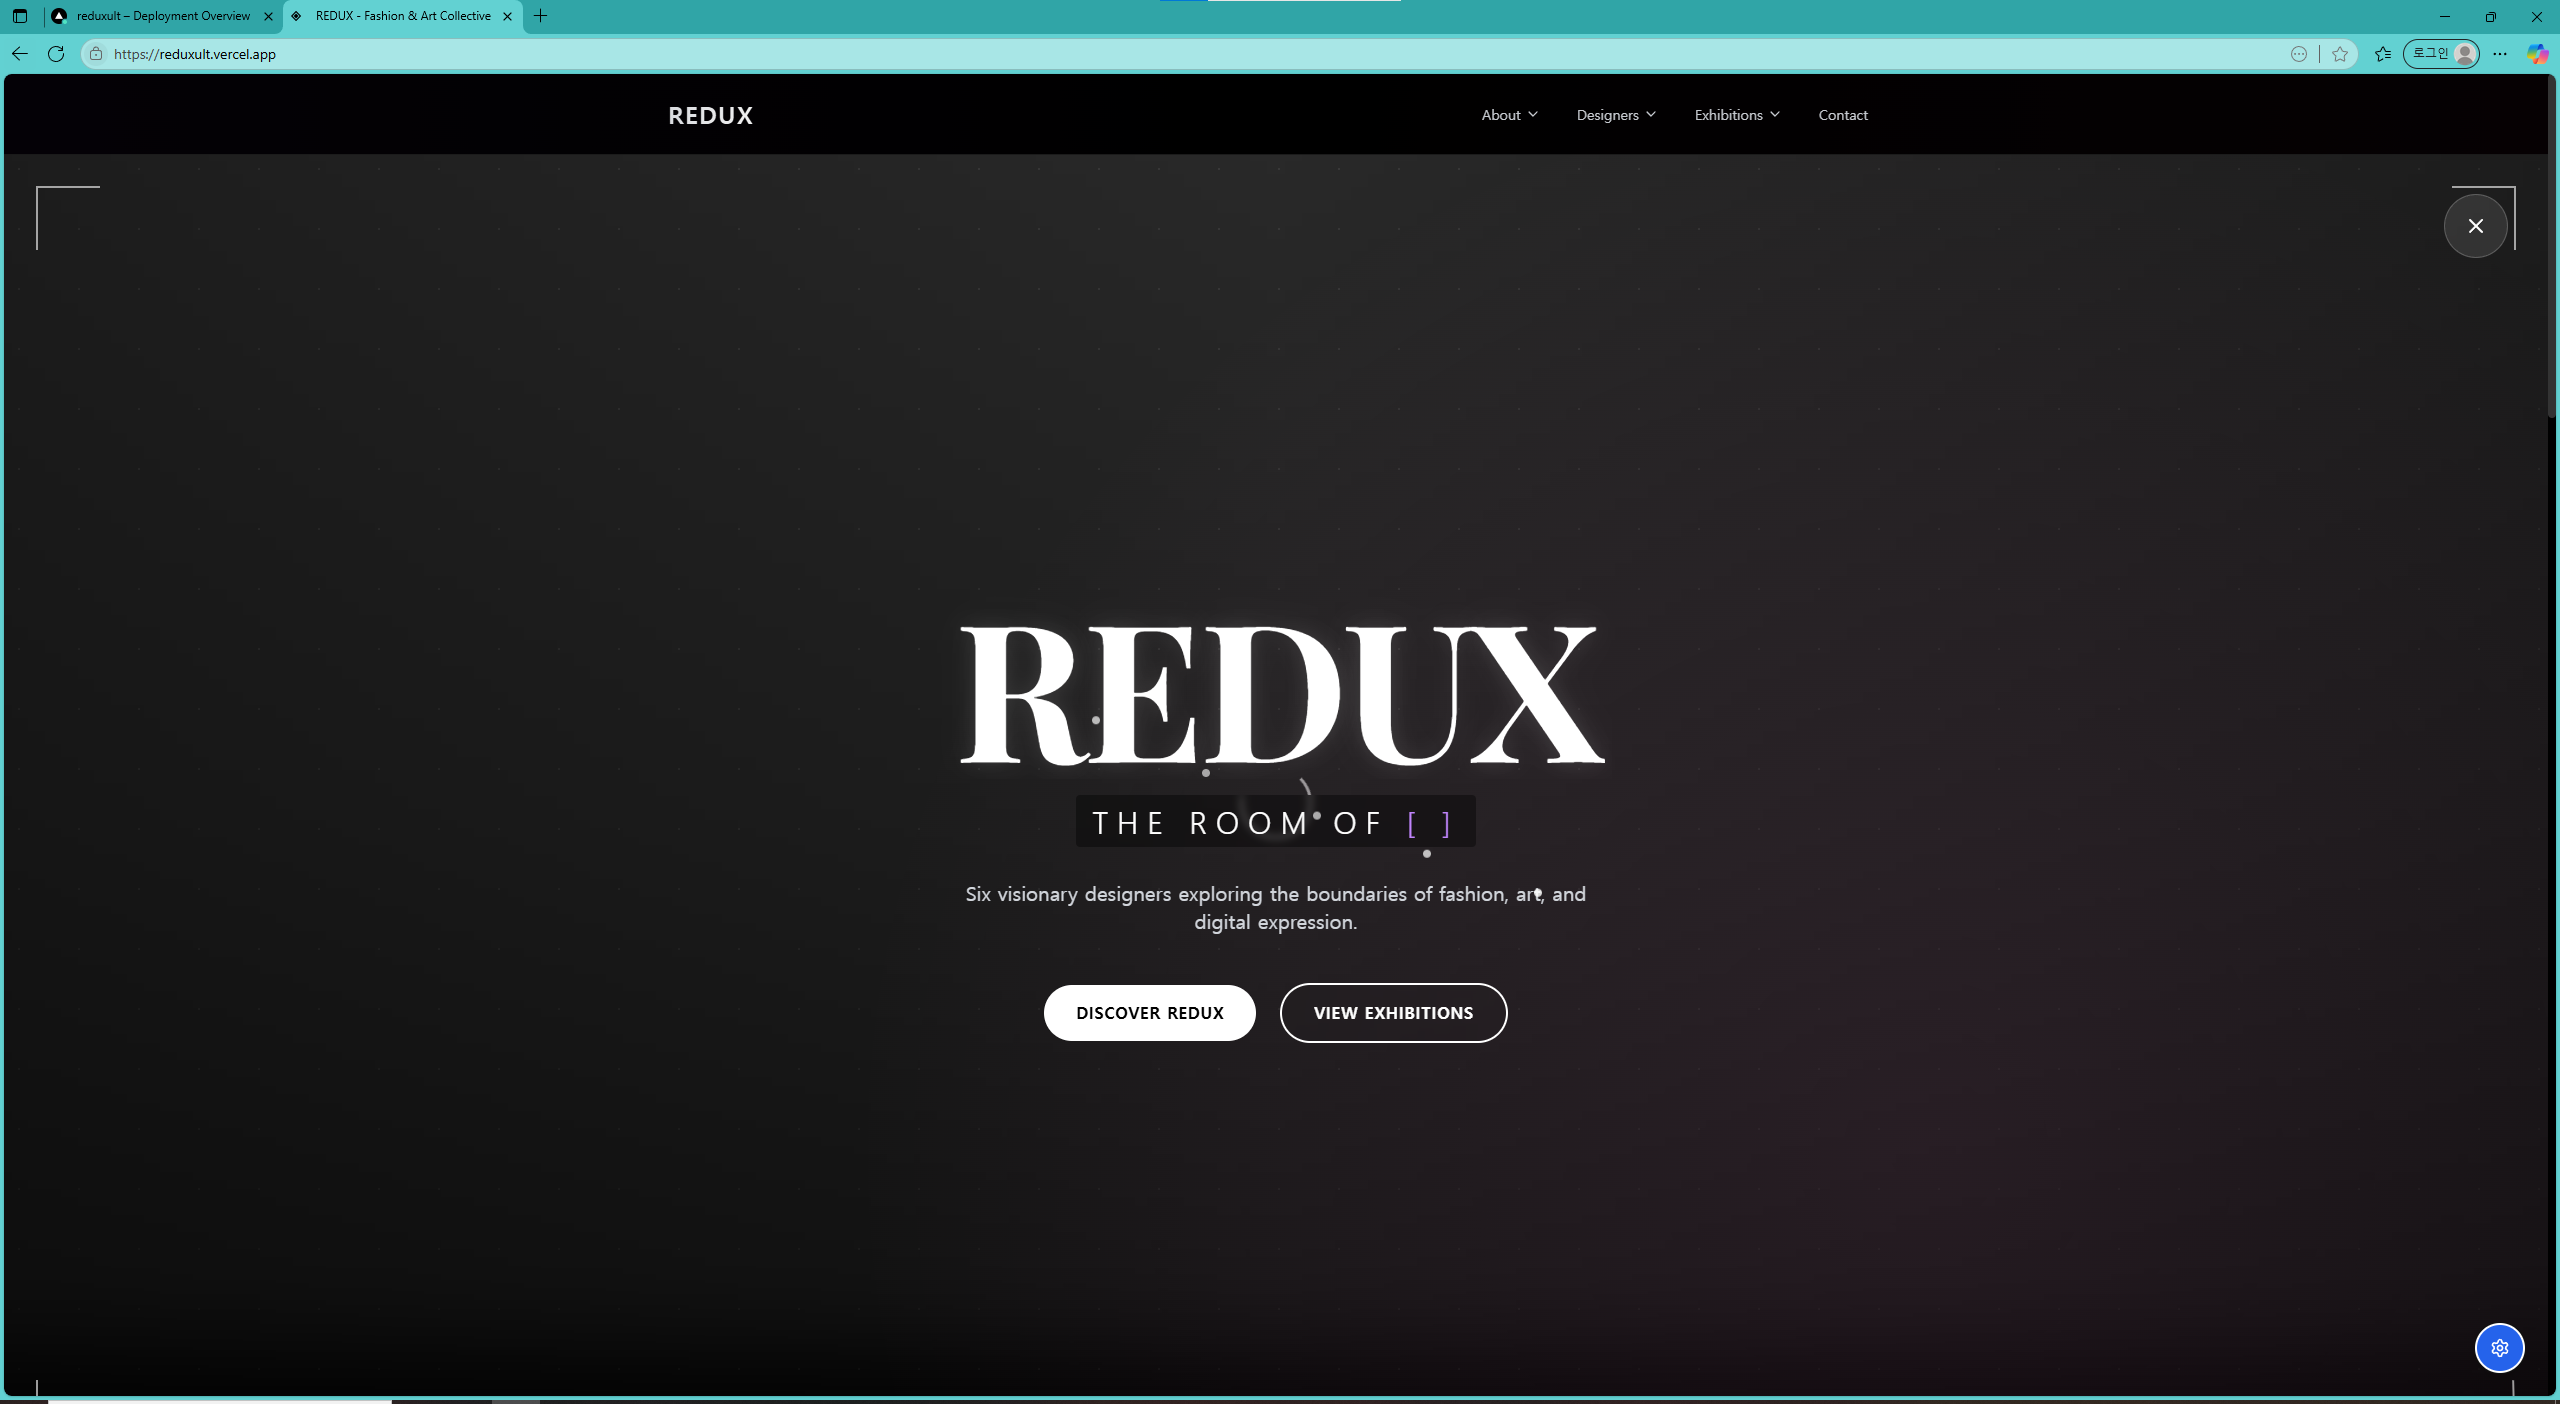 reduxult – Deployment Overview
REDUX - Fashion & Art Collective
https://reduxult.vercel.app
로그인
REDUX
About
Designers
Exhibitions
Contact
REDUX
THE ROOM OF [ ]
Six visionary designers exploring the boundaries of fashion, art, and
digital expression.
DISCOVER REDUX
VIEW EXHIBITIONS